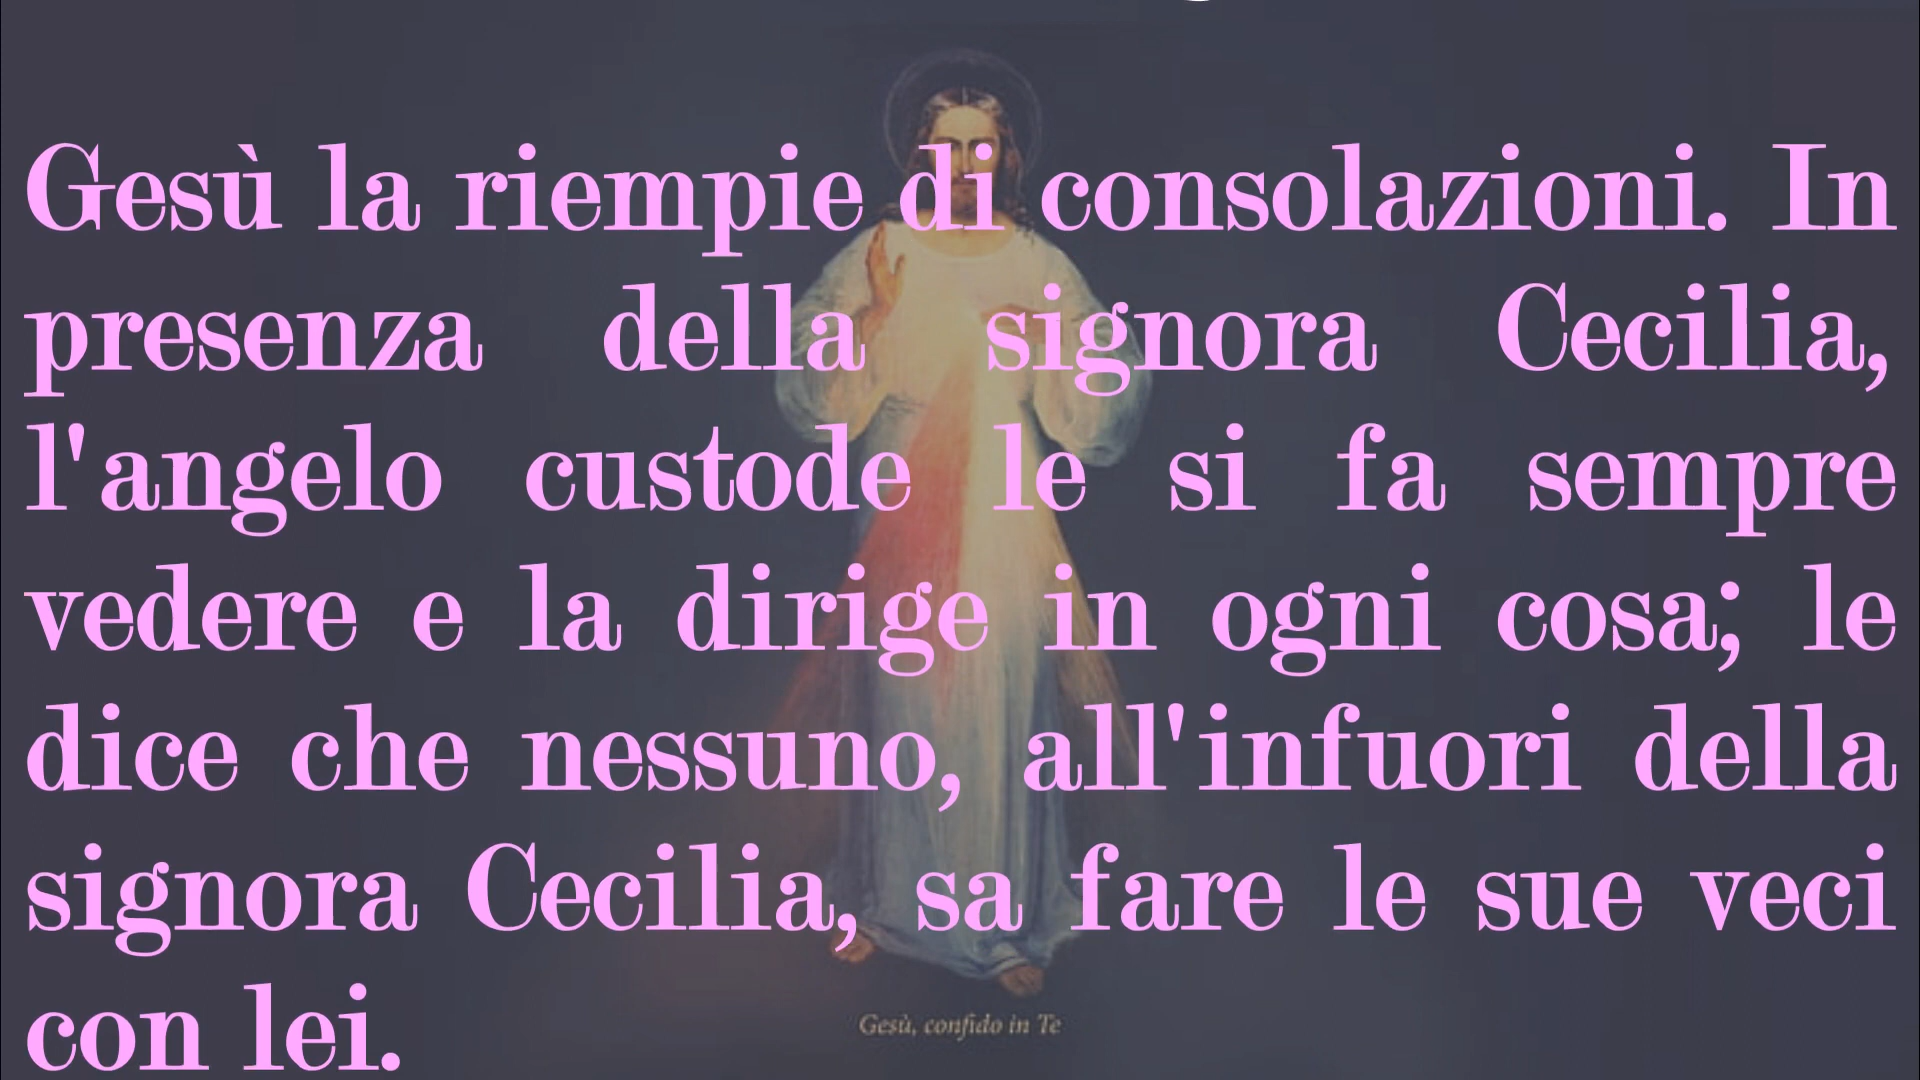 Gesù la riempie di consolazioni. In
presenza della signora Cecilia,
l'angelo custode le si fa sempre
vedere e la dirige in ogni cosa; le
dice che nessuno, all'infuori della
signora Cecilia, sa fare le sue veci
con lei.
Gesù, confido in Te